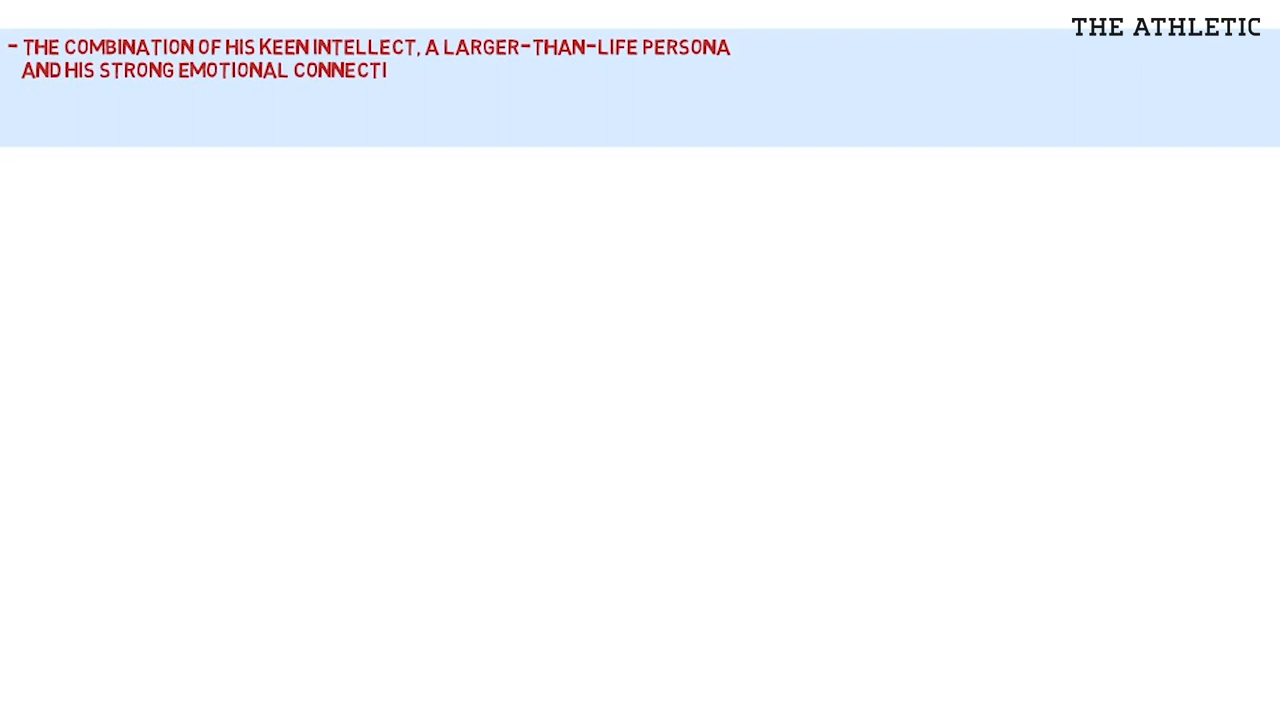 THE ATHLETIC
- THE COMBINATION OF HIS KEEN INTELLECT, A LARGER-THAN-LIFE PERSONA
AND HIS STRONG EMOTIONAL CONNECTI